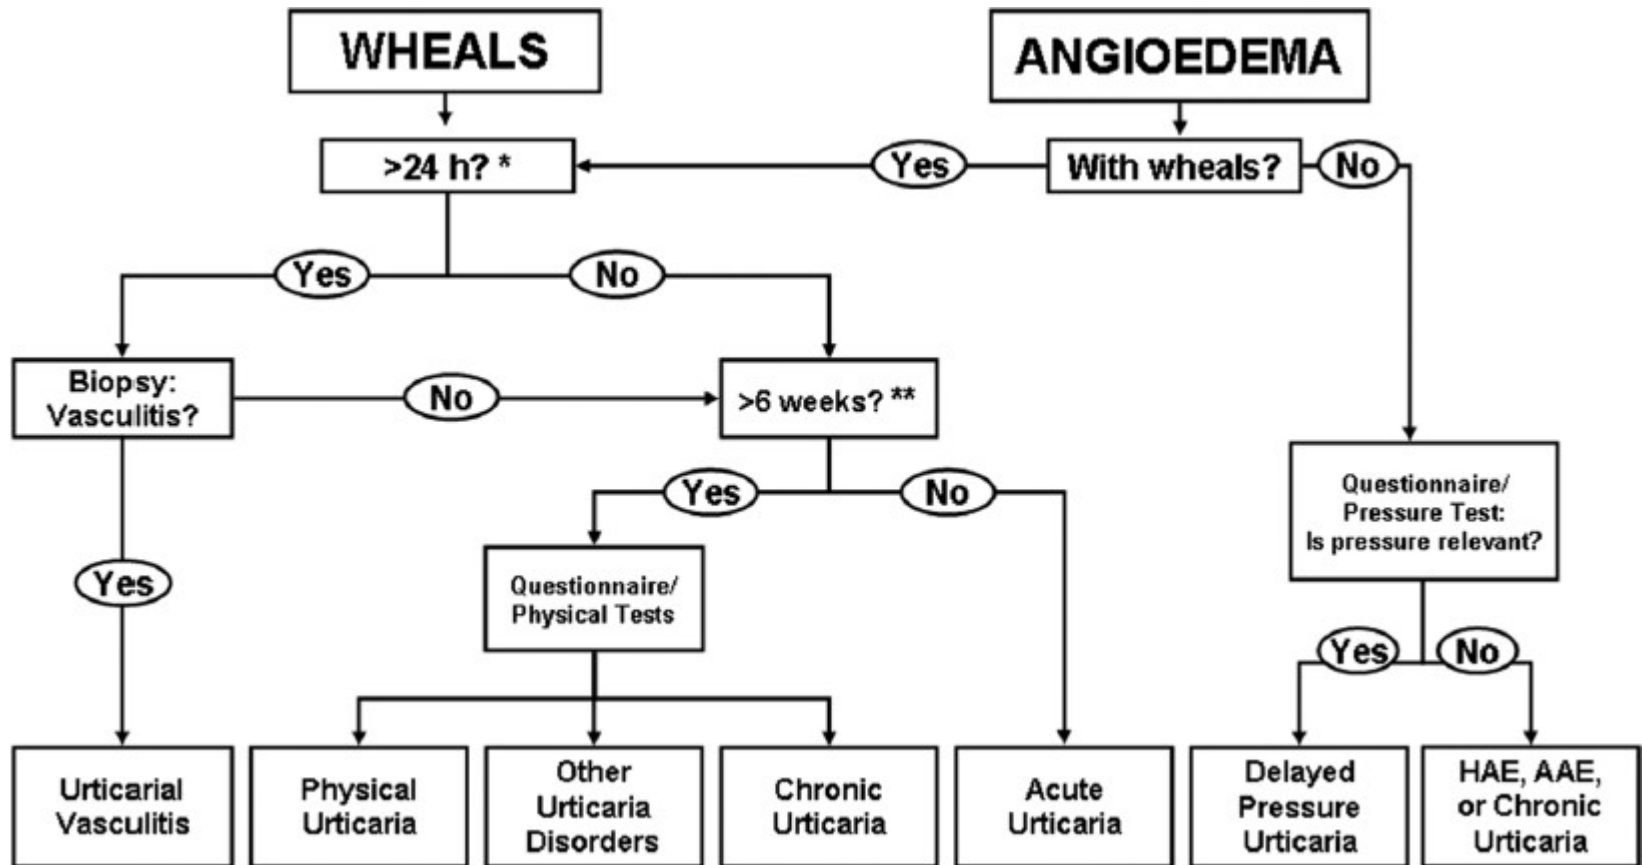 WHEALS
ANGIOEDEMA
>24 h? *
Yes
With wheals?
No
Yes
No
Biopsy:
Vasculitis?
No
>6 weeks? **
Yes
No
Questionnaire/
Pressure Test:
Is pressure relevant?
Questionnaire/
Physical Tests
Yes
Yes
No
Urticarial
Vasculitis
Physical
Urticaria
Other
Urticaria
Disorders
Chronic
Urticaria
Acute
Urticaria
Delayed
Pressure
Urticaria
HAE, AAE,
or Chronic
Urticaria